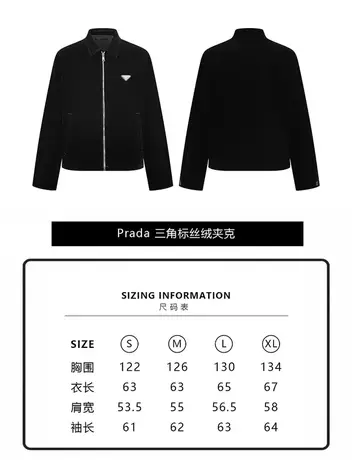 Prada 三角标丝绒夹克
SIZING INFORMATION
尺码表
SIZE S M L XL
胸围 122 126 130 134
衣长 63 63 65 67
肩宽 53.5 55 56.5 58
袖长 61 62 63 64